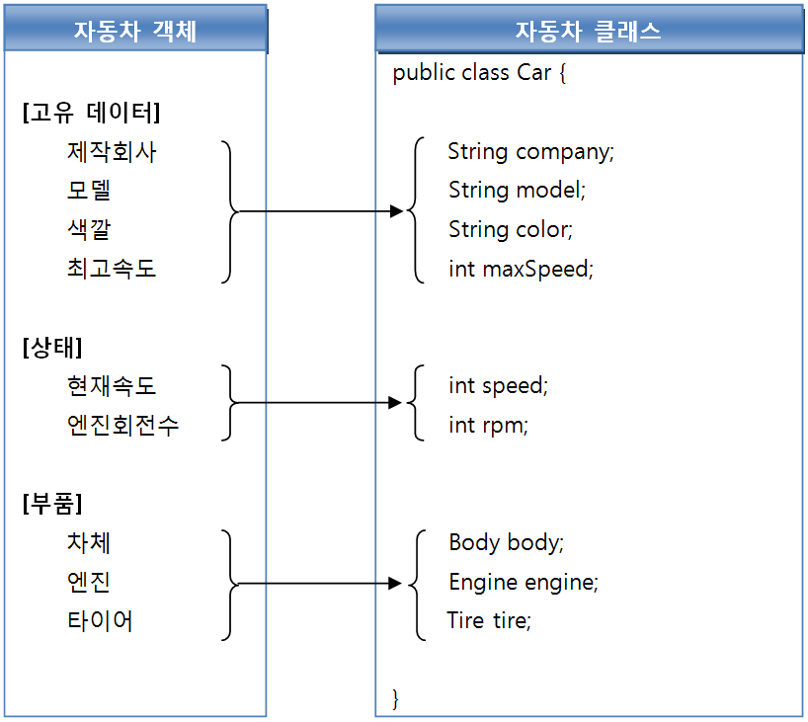 자동차 객체
[고유 데이터]
제작회사
모델
색깔
최고속도
[상태]
현재속도
엔진회전수
[부품]
차체
엔진
타이어
자동차 클래스
public class Car {
String company;
String model;
String color;
int maxSpeed;
int speed;
int rpm;
Body body;
Engine engine;
Tire tire;
}